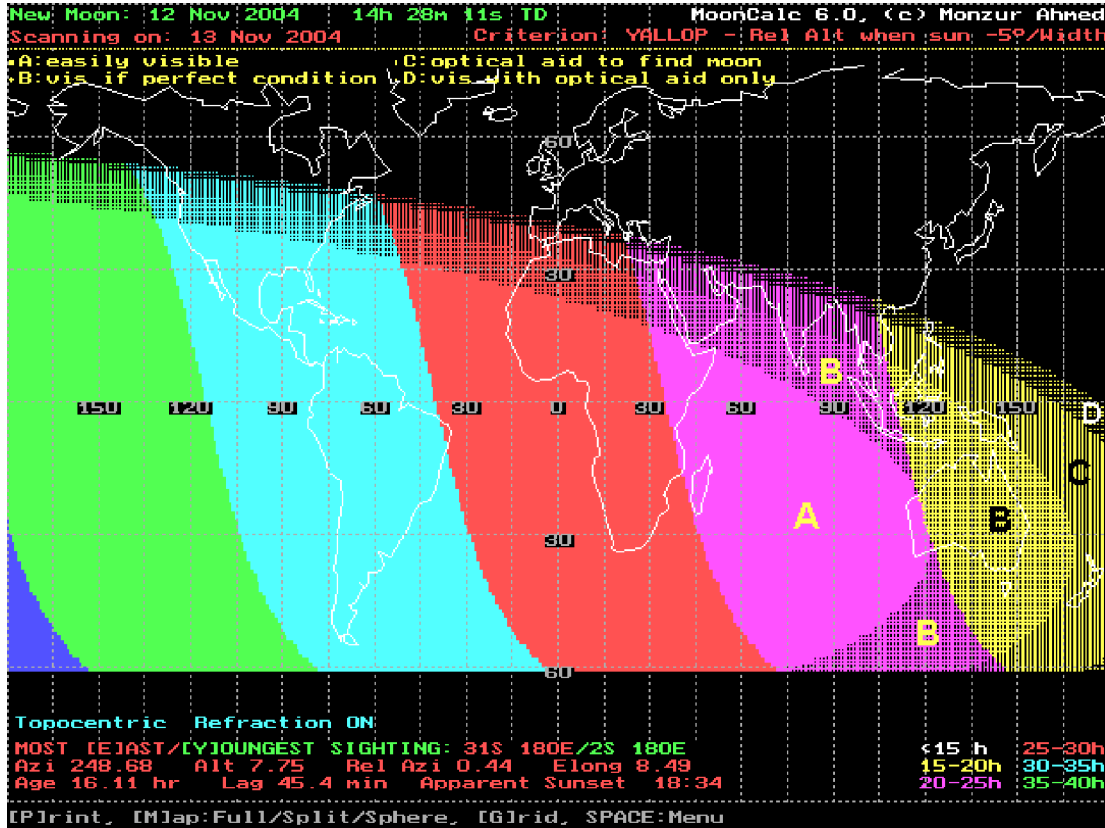 New Moon: 12 Nov 2004 14h 28m 11s TD MoonCalc 6.0, (c) Monzur Ahmed
Scanning on: 13 Nov 2004 Criterion: YALLOP - Rel Alt when sun -5º/Width
A:easily visible C:optical aid to find moon
B:vis if perfect condition D:vis with optical aid only
60
30
B
150 120 90 60 30 0 30 60 90 120 150 D
C
A B
30
B
60
Topocentric Refraction ON
MOST [E]AST/[Y]OUNGEST SIGHTING: 31S 180E/2S 180E <15 h 25-30h
Azi 248.68 Alt 7.75 Rel Azi 0.44 Elong 8.49 15-20h 30-35h
Age 16.11 hr Lag 45.4 min Apparent Sunset 18:34 20-25h 35-40h
[P]rint, [M]ap:Full/Split/Sphere, [G]rid, SPACE:Menu